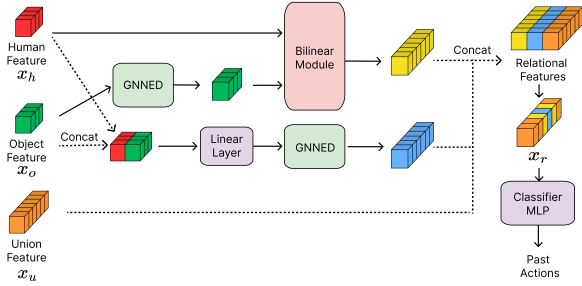 Human
Feature
x_h
GNNED
Bilinear
Module
Concat
Relational
Features
Object
Feature
x_o
Concat
Linear
Layer
GNNED
x_r
Classifier
MLP
Union
Feature
x_u
Past
Actions